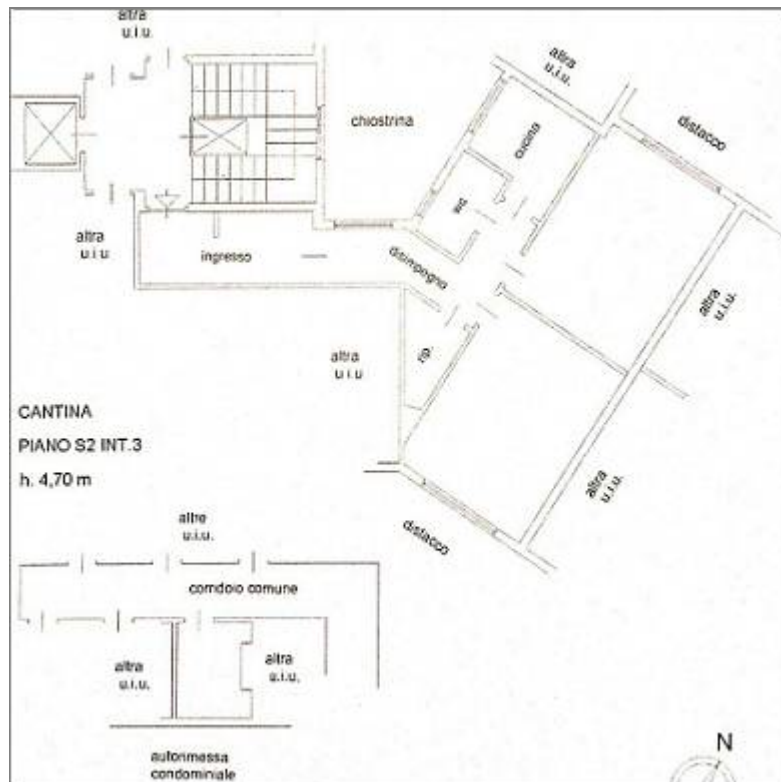 altra
u.i.u.
altra
u.i.u.
distacco
chiostrina
cucina
wc
altra
u.i.u
ingresso
disimpegno
altra
u.i.u.
rip.
altra
u.i.u
CANTINA
PIANO S2 INT.3
h. 4,70 m
altra
u.i.u.
distacco
altre
u.i.u.
corridoio comune
altra
u.i.u.
altra
u.i.u.
autorimessa
condominiale
N